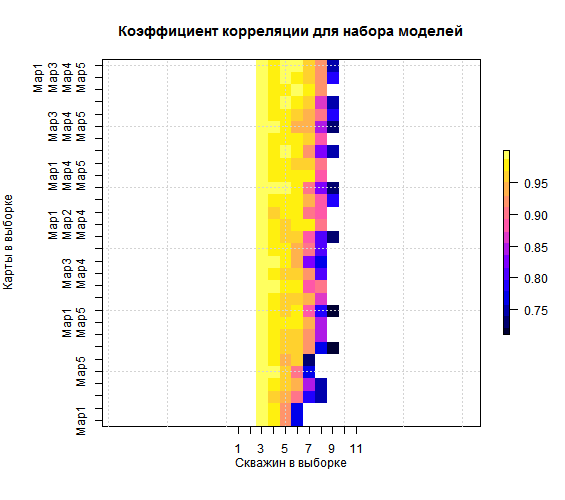 Коэффициент корреляции для набора моделей
Map1
Map3
Map4
Map5
Map3
Map4
Map5
Map1
Map4
Map5
Map1
Map2
Map4
Map3
Map4
Map1
Map5
Map5
Map1
Карты в выборке
0.95
0.90
0.85
0.80
0.75
1 3 5 7 9 11
Скважин в выборке